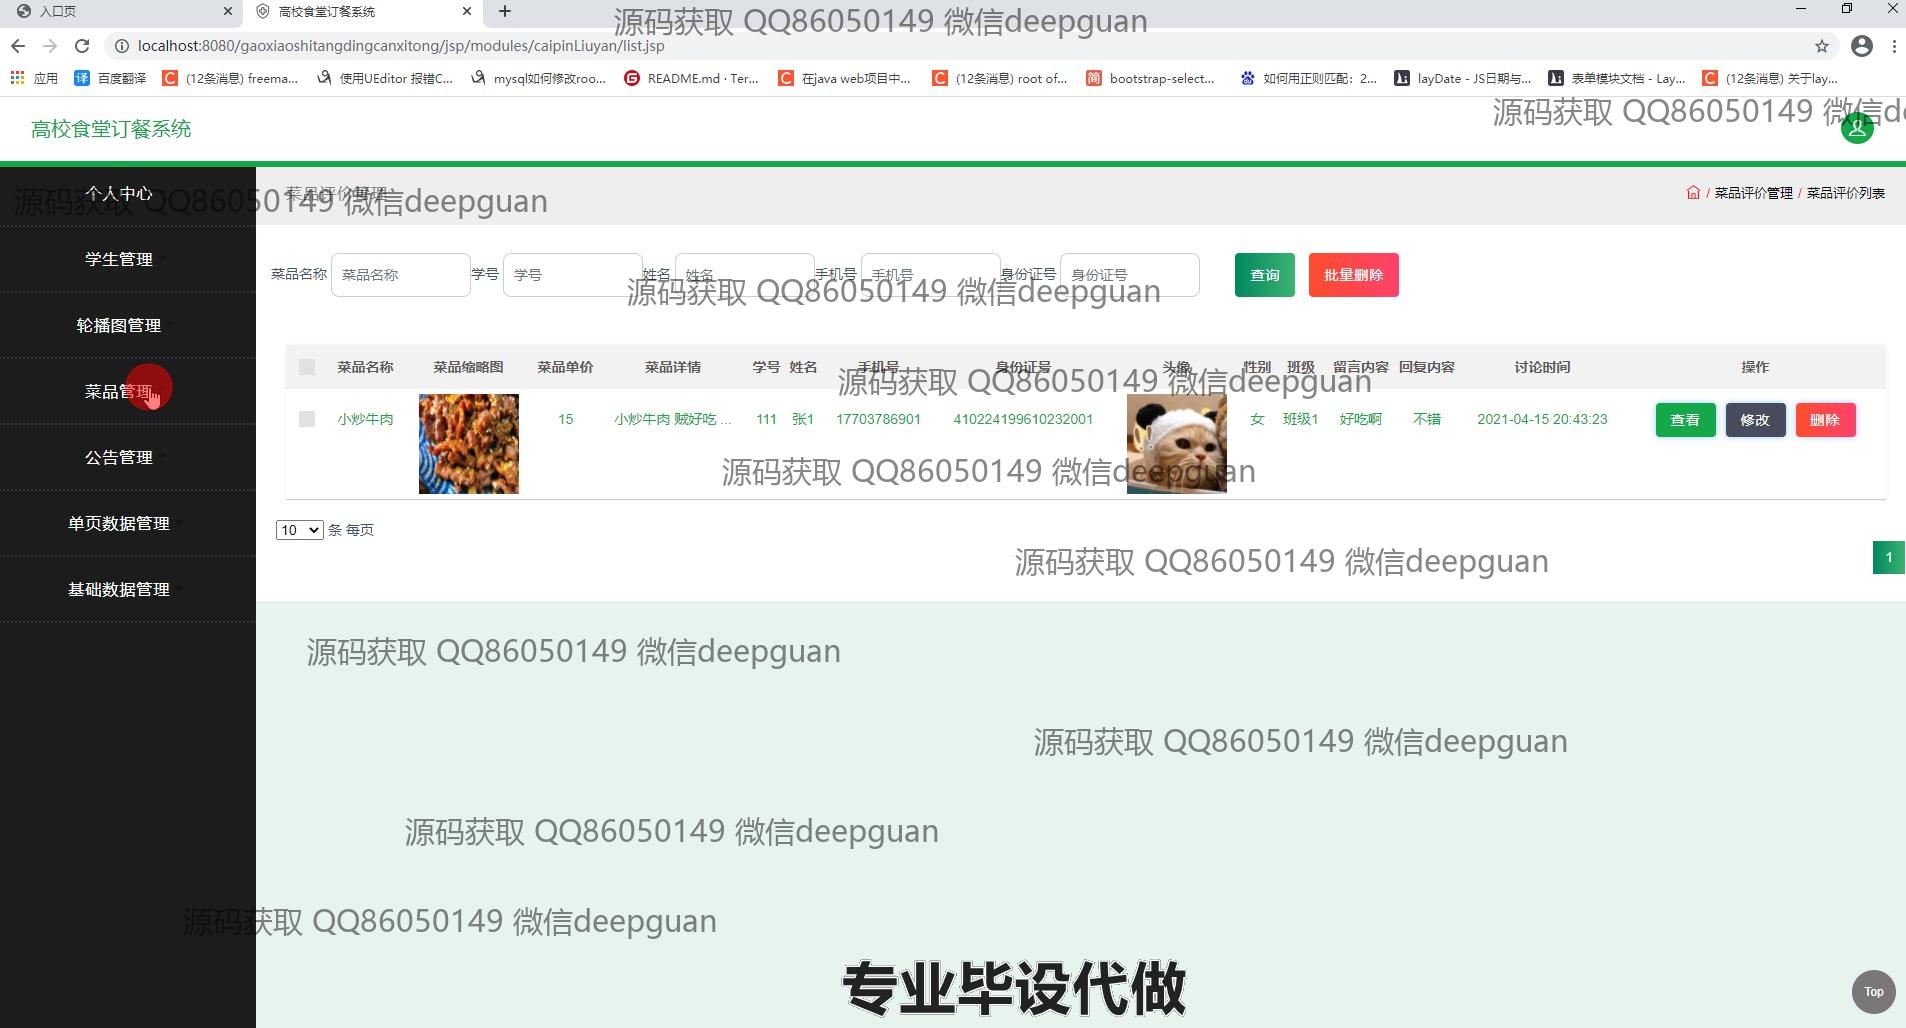 入口页
高校食堂订餐系统
源码获取 QQ86050149 微信deepguan
localhost:8080/gaoxiaoshitangdingcanxitong/jsp/modules/caipinLiuyan/list.jsp
应用 百度翻译 (12条消息) freema... 使用UEditor 报错C... mysql如何修改roo... README.md · Ter... 在java web项目中... (12条消息) root of... bootstrap-select... 如何用正则匹配：2... layDate - JS日期与... 表单模块文档 - Lay... (12条消息) 关于lay...
源码获取 QQ86050149 微信de
高校食堂订餐系统
个人中心
菜品评价管理
/ 菜品评价管理 / 菜品评价列表
源码获取 QQ86050149 微信deepguan
学生管理
轮播图管理
菜品管理
公告管理
单页数据管理
基础数据管理
菜品名称 菜品名称 学号 学号 姓名 姓名 手机号 手机号 身份证号 身份证号 查询 批量删除
源码获取 QQ86050149 微信deepguan
菜品名称 菜品缩略图 菜品单价 菜品详情 学号 姓名 手机号 身份证号 头像 性别 班级 留言内容 回复内容 讨论时间 操作
源码获取 QQ86050149 微信deepguan
小炒牛肉 15 小炒牛肉 贼好吃 ... 111 张1 17703786901 410224199610232001 女 班级1 好吃啊 不错 2021-04-15 20:43:23 查看 修改 删除
源码获取 QQ86050149 微信deepguan
10 条 每页
1
源码获取 QQ86050149 微信deepguan
源码获取 QQ86050149 微信deepguan
源码获取 QQ86050149 微信deepguan
源码获取 QQ86050149 微信deepguan
源码获取 QQ86050149 微信deepguan
专业毕设代做
Top